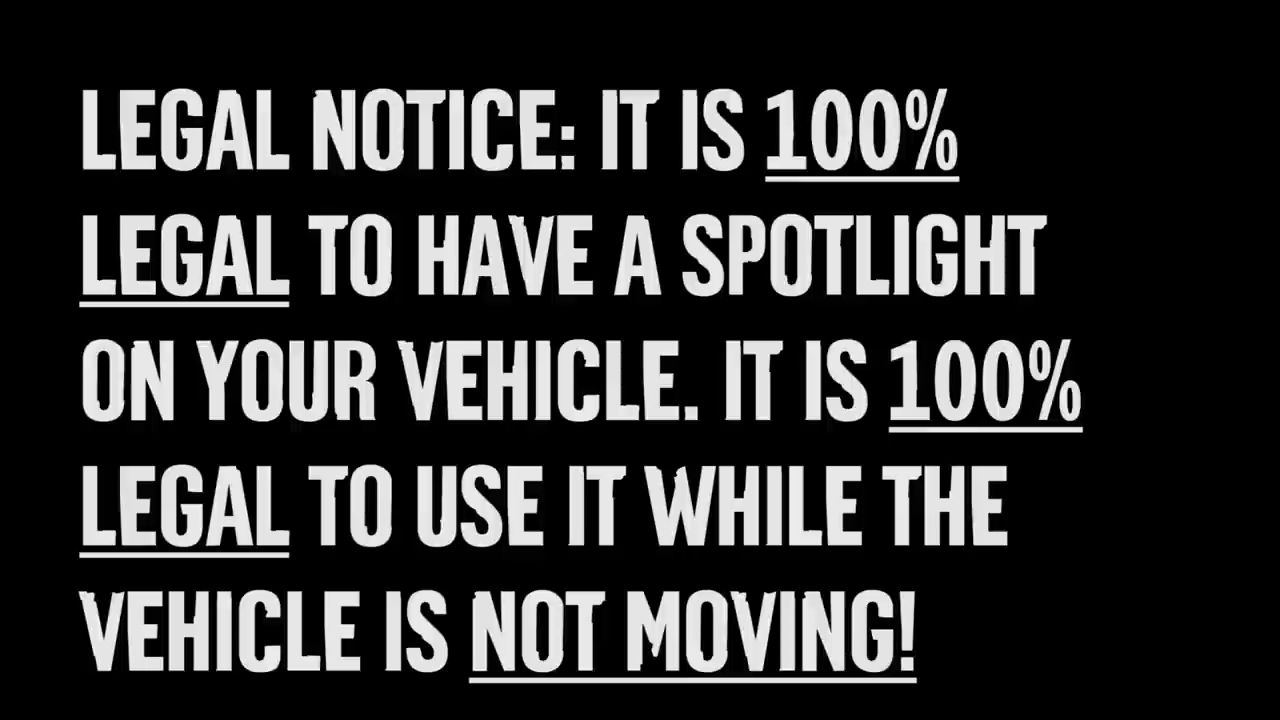 LEGAL NOTICE: IT IS 100%
LEGAL TO HAVE A SPOTLIGHT
ON YOUR VEHICLE. IT IS 100%
LEGAL TO USE IT WHILE THE
VEHICLE IS NOT MOVING!